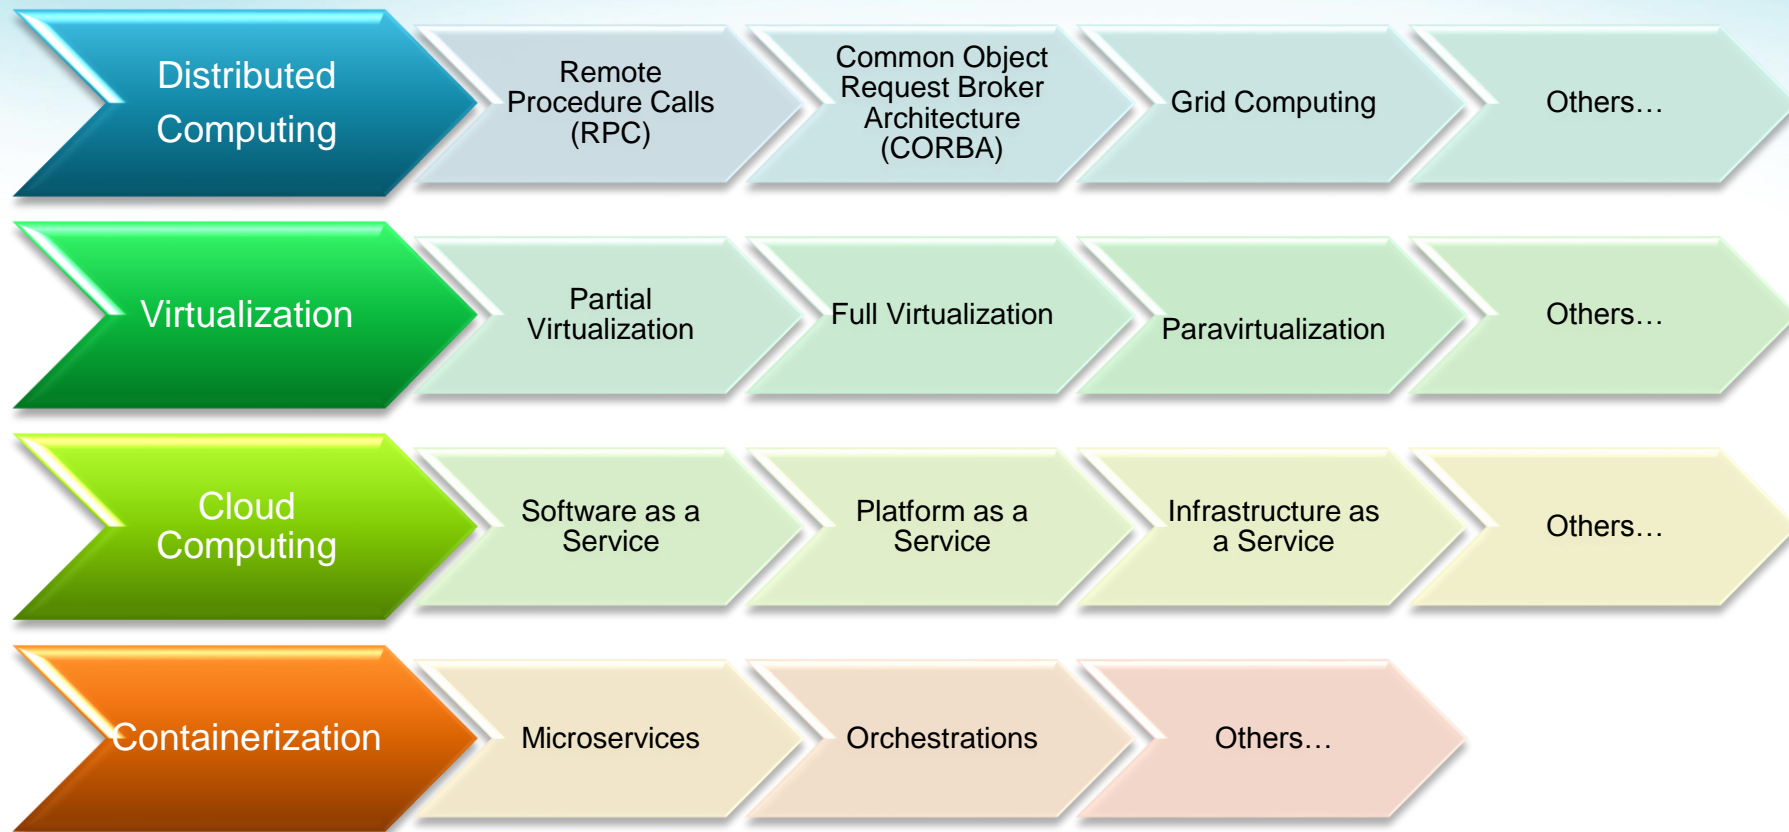 Distributed
Computing
Remote
Procedure Calls
(RPC)
Common Object
Request Broker
Architecture
(CORBA)
Grid Computing
Others…
Virtualization
Partial
Virtualization
Full Virtualization
Paravirtualization
Others…
Cloud
Computing
Software as a
Service
Platform as a
Service
Infrastructure as
a Service
Others…
Containerization
Microservices
Orchestrations
Others…